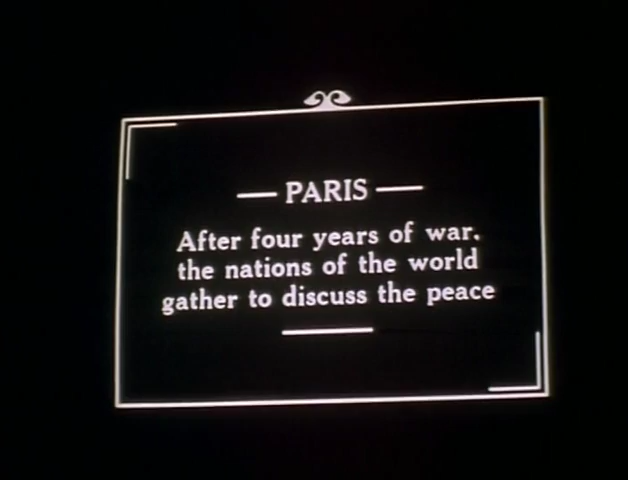 — PARIS —
After four years of war.
the nations of the world
gather to discuss the peace